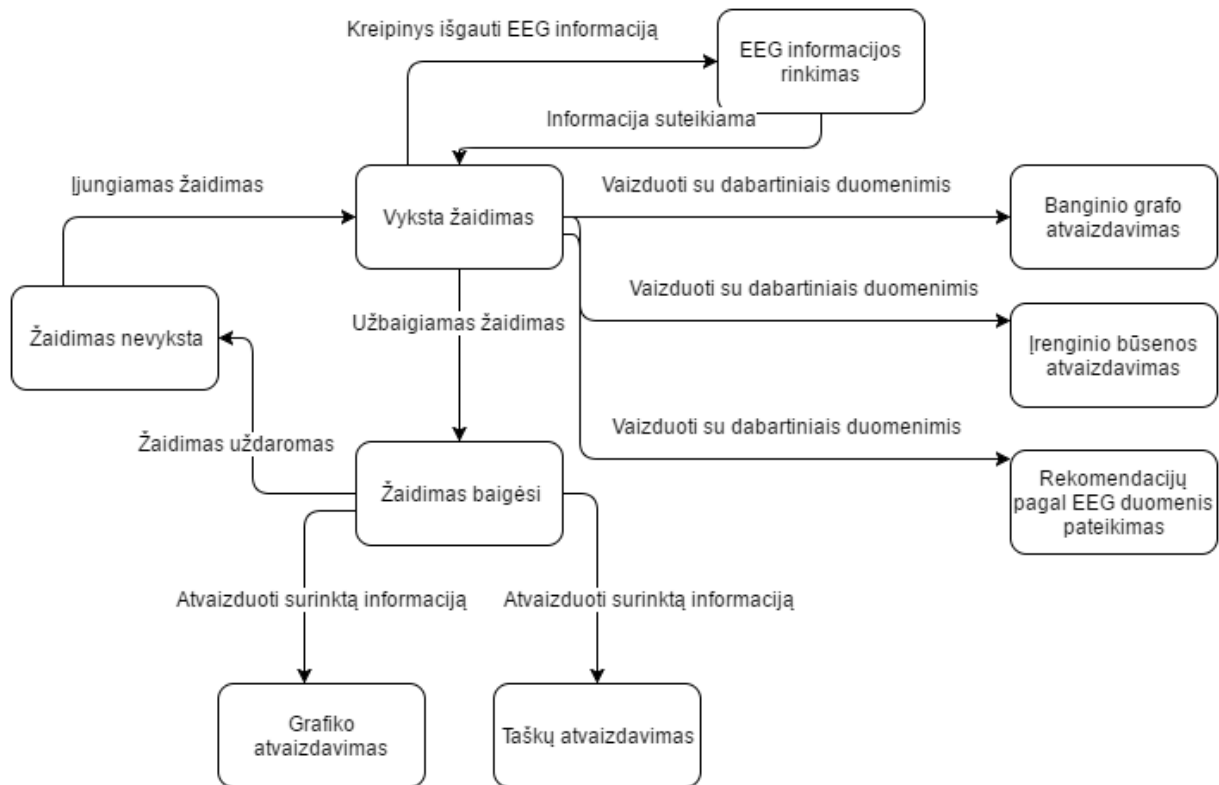 Kreipinys išgauti EEG informaciją
EEG informacijos
rinkimas
Informacija suteikiama
Įjungiamas žaidimas
Vaizduoti su dabartiniais duomenimis
Vyksta žaidimas
Banginio grafo
atvaizdavimas
Vaizduoti su dabartiniais duomenimis
Užbaigiamas žaidimas
Žaidimas nevyksta
Įrenginio būsenos
atvaizdavimas
Vaizduoti su dabartiniais duomenimis
Žaidimas uždaromas
Žaidimas baigėsi
Rekomendacijų
pagal EEG duomenis
pateikimas
Atvaizduoti surinktą informaciją
Atvaizduoti surinktą informaciją
Grafiko
atvaizdavimas
Taškų atvaizdavimas